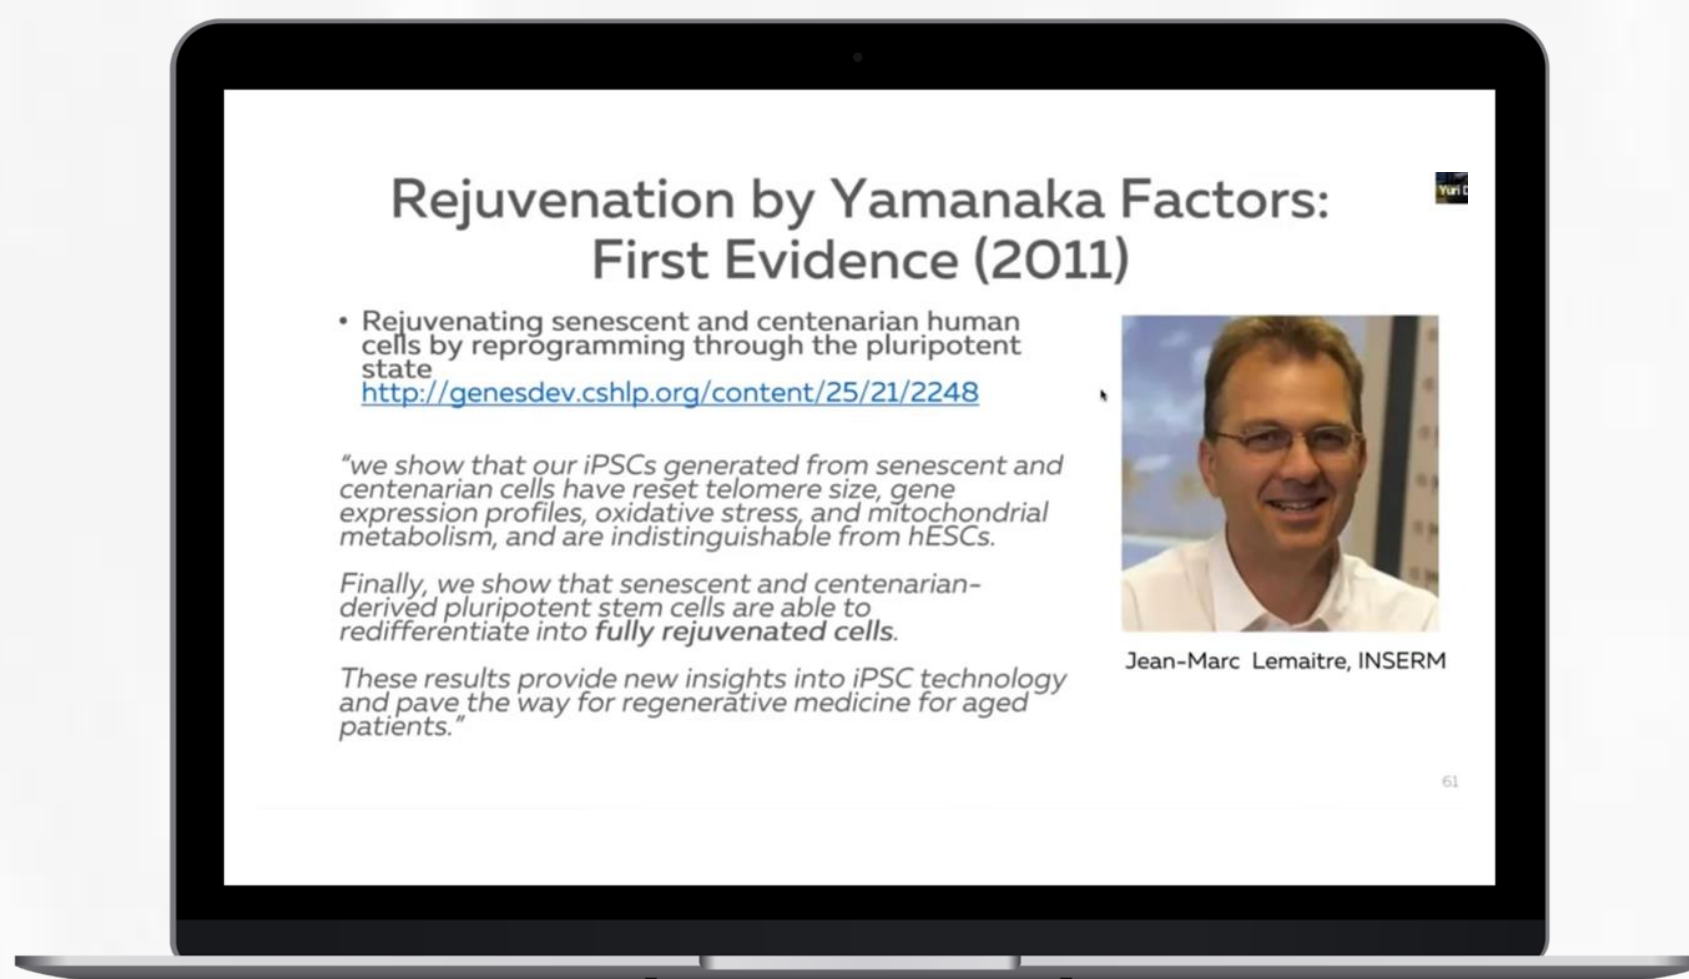 Rejuvenation by Yamanaka Factors:
First Evidence (2011)
Yuri
• Rejuvenating senescent and centenarian human
cells by reprogramming through the pluripotent
state
http://genesdev.cshlp.org/content/25/21/2248
“we show that our iPSCs generated from senescent and
centenarian cells have reset telomere size, gene
expression profiles, oxidative stress, and mitochondrial
metabolism, and are indistinguishable from hESCs.
Finally, we show that senescent and centenarian-
derived pluripotent stem cells are able to
redifferentiate into fully rejuvenated cells.
These results provide new insights into iPSC technology
and pave the way for regenerative medicine for aged
patients.”
Jean-Marc Lemaitre, INSERM
61